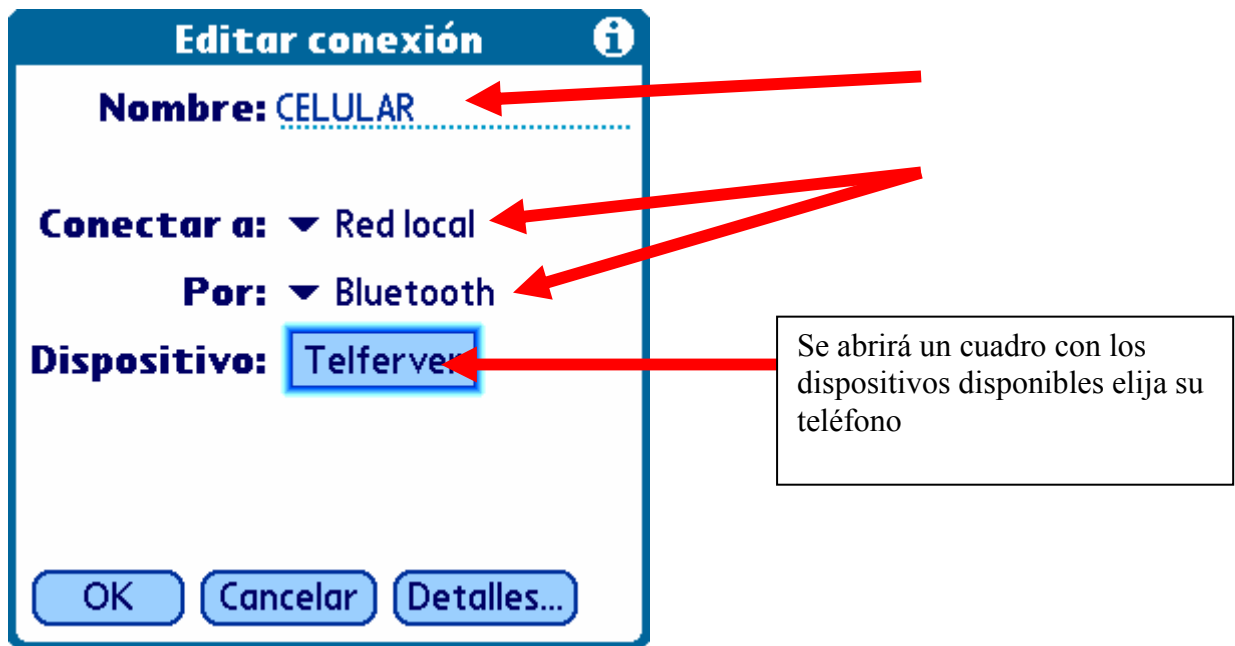 Editar conexión
Nombre: CELULAR
Conectar a: Red local
Por: Bluetooth
Dispositivo: Telferver
Se abrirá un cuadro con los
dispositivos disponibles elija su
teléfono
OK Cancelar Detalles...